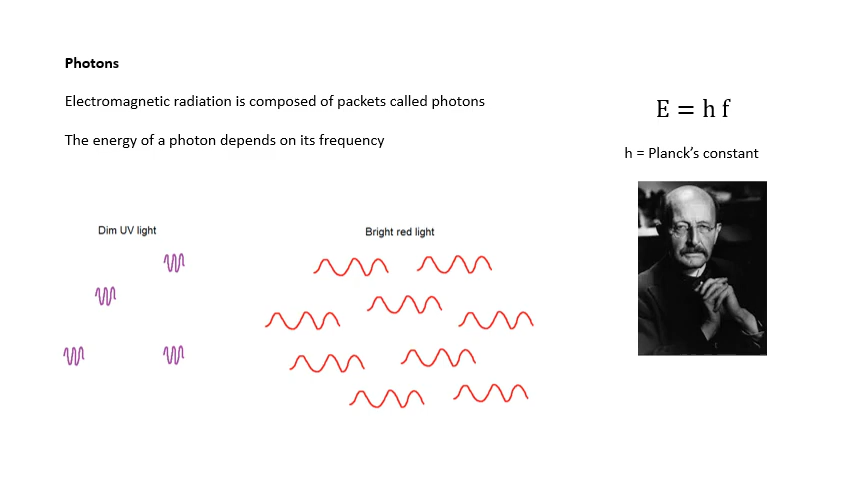 Photons
Electromagnetic radiation is composed of packets called photons
The energy of a photon depends on its frequency
E = h f
h = Planck’s constant
Dim UV light
Bright red light